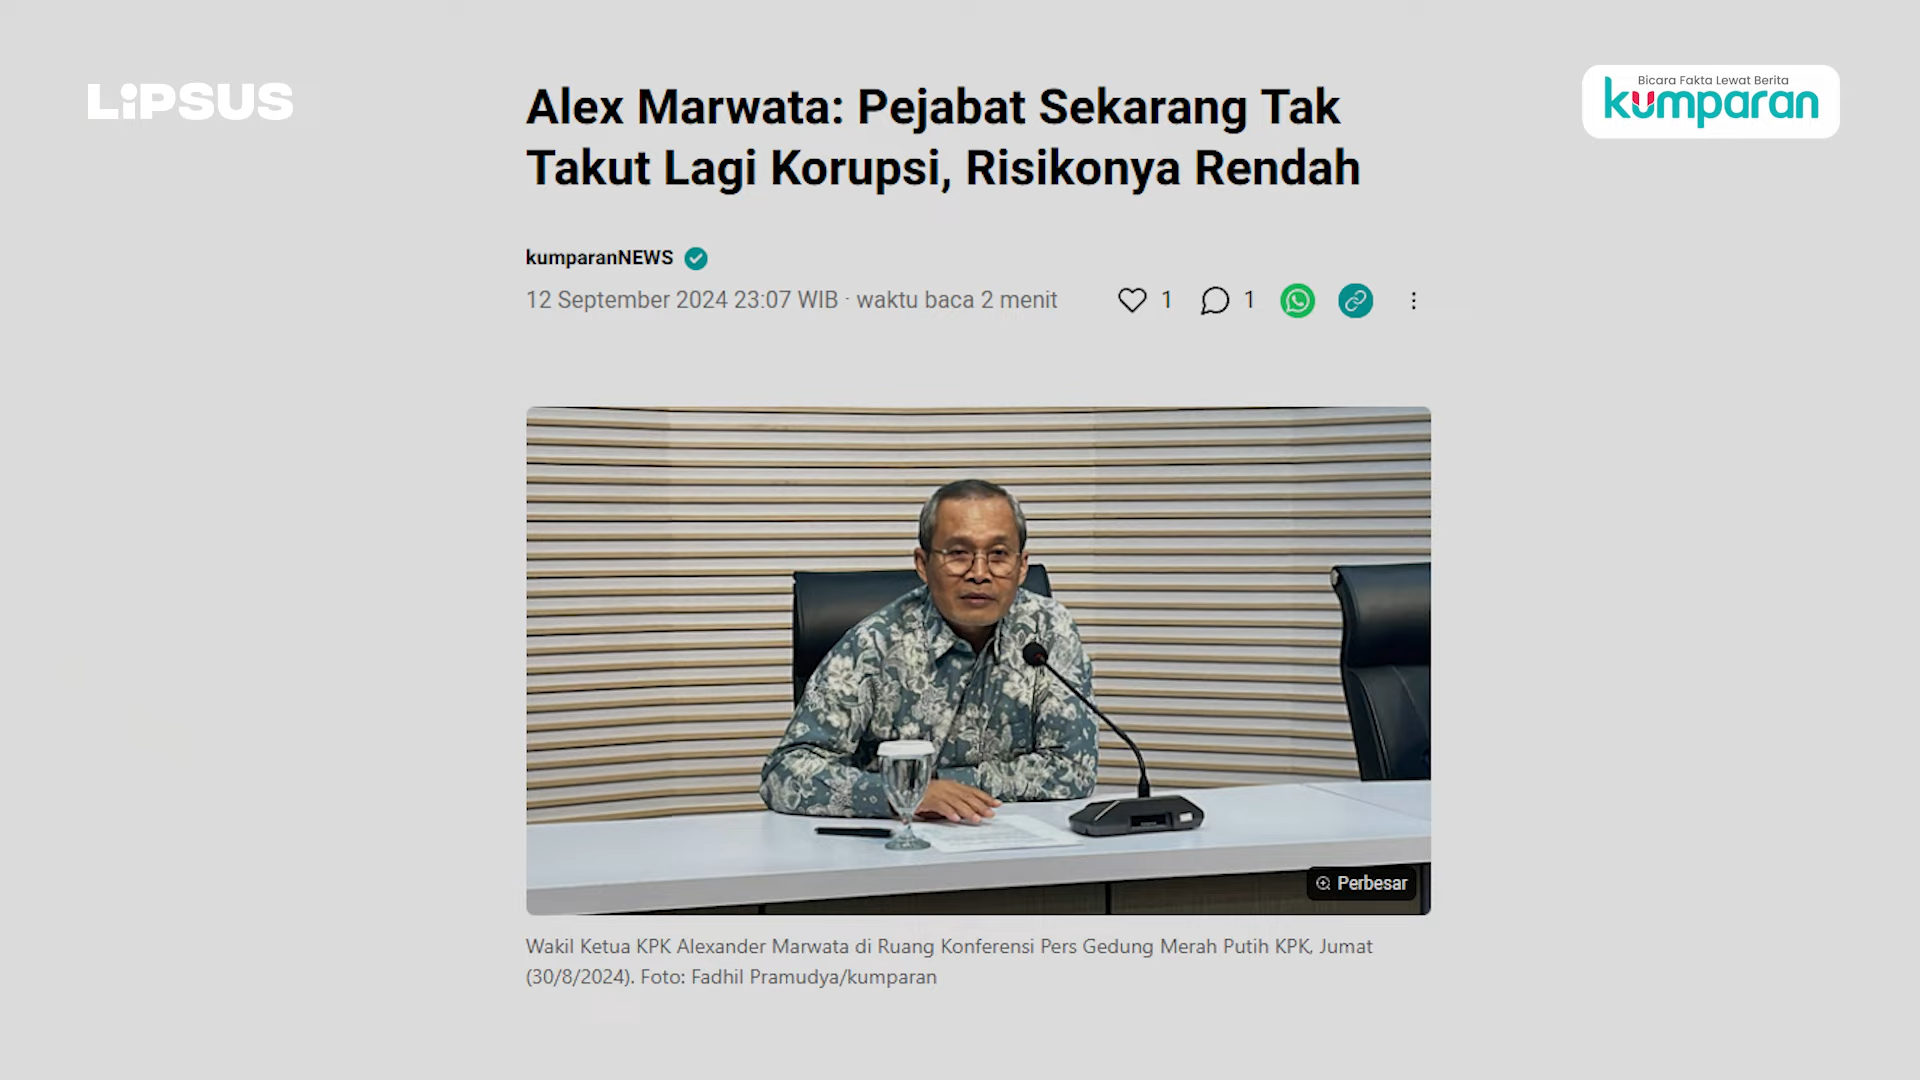 LiPSUS
Bicara Fakta Lewat Berita
kumparan
Alex Marwata: Pejabat Sekarang Tak
Takut Lagi Korupsi, Risikonya Rendah
kumparanNEWS
12 September 2024 23:07 WIB · waktu baca 2 menit
1
1
Perbesar
Wakil Ketua KPK Alexander Marwata di Ruang Konferensi Pers Gedung Merah Putih KPK, Jumat
(30/8/2024). Foto: Fadhil Pramudya/kumparan